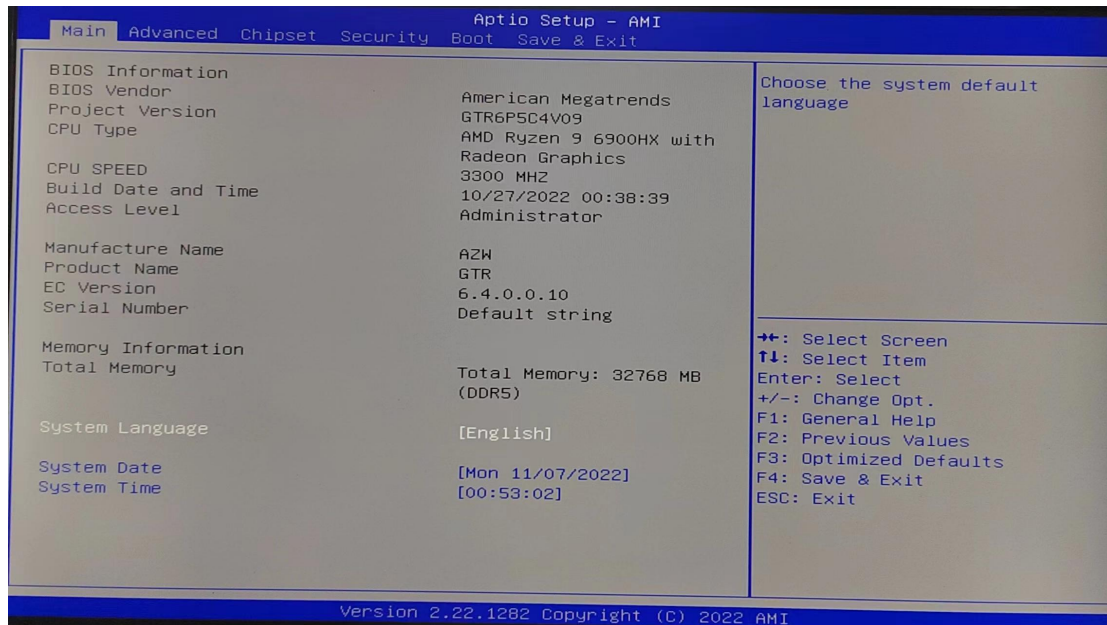 Aptio Setup – AMI
Main Advanced Chipset Security Boot Save & Exit
BIOS Information
BIOS Vendor American Megatrends
Project Version GTR6P5C4V09
CPU Type AMD Ryzen 9 6900HX with
Radeon Graphics
CPU SPEED 3300 MHZ
Build Date and Time 10/27/2022 00:38:39
Access Level Administrator
Manufacture Name AZW
Product Name GTR
EC Version 6.4.0.0.10
Serial Number Default string
Memory Information
Total Memory Total Memory: 32768 MB
(DDR5)
System Language [English]
System Date [Mon 11/07/2022]
System Time [00:53:02]
Choose the system default
language
→←: Select Screen
↑↓: Select Item
Enter: Select
+/-: Change Opt.
F1: General Help
F2: Previous Values
F3: Optimized Defaults
F4: Save & Exit
ESC: Exit
Version 2.22.1282 Copyright (C) 2022 AMI